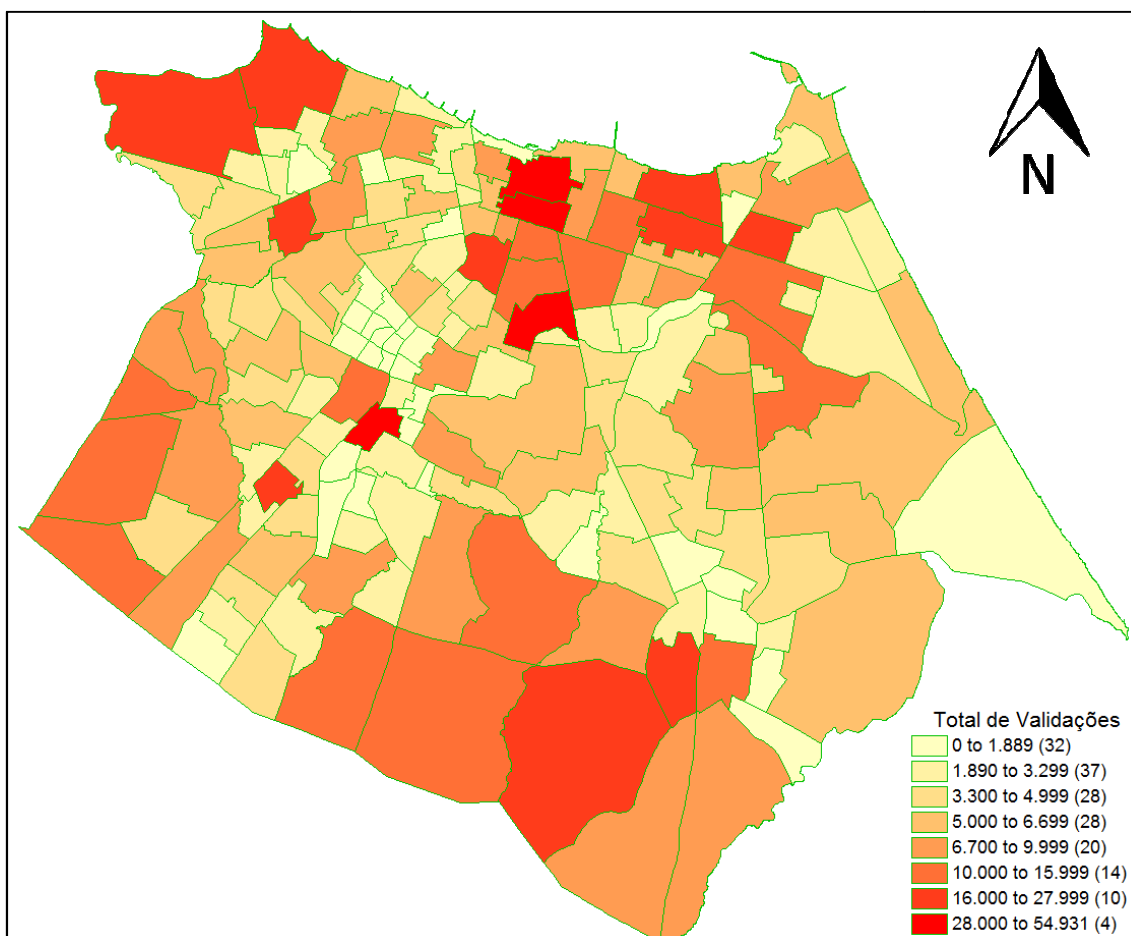 N
Total de Validações
0 to 1.889 (32)
1.890 to 3.299 (37)
3.300 to 4.999 (28)
5.000 to 6.699 (28)
6.700 to 9.999 (20)
10.000 to 15.999 (14)
16.000 to 27.999 (10)
28.000 to 54.931 (4)